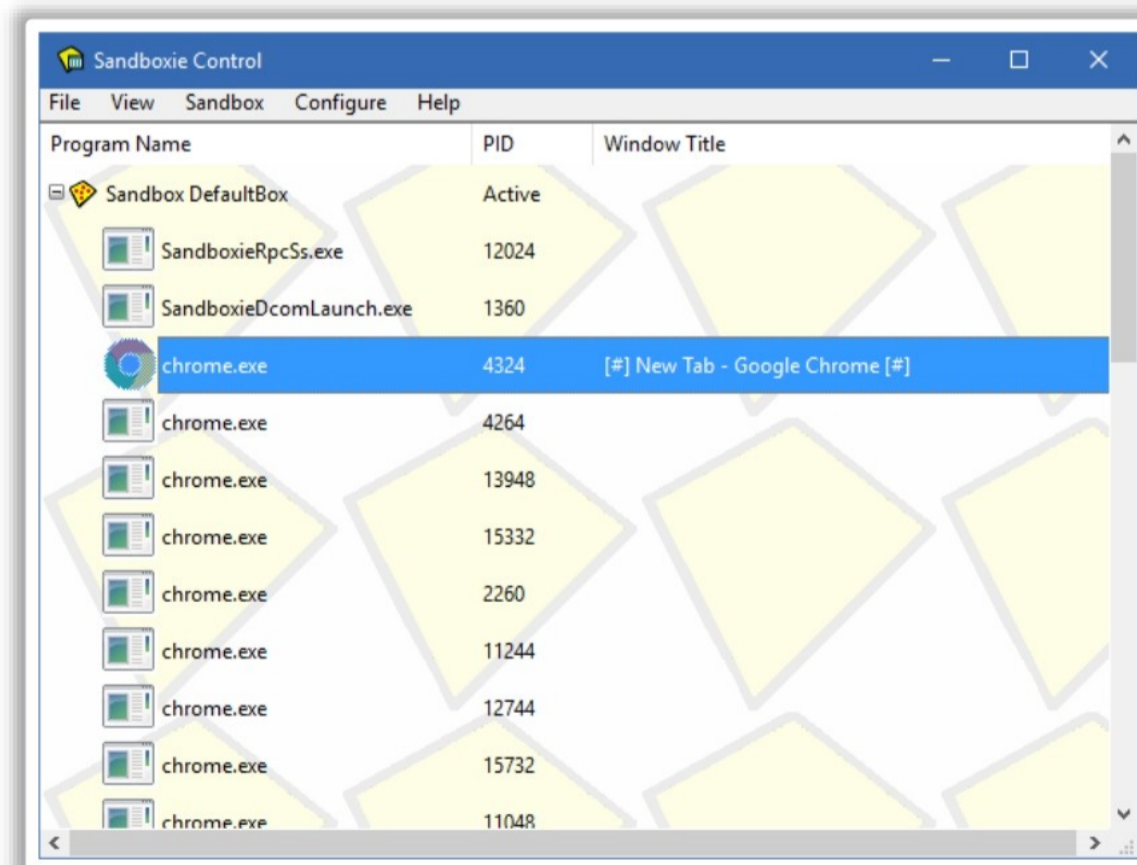 Sandboxie Control
File View Sandbox Configure Help
Program Name PID Window Title
Sandbox DefaultBox Active
SandboxieRpcSs.exe 12024
SandboxieDcomLaunch.exe 1360
chrome.exe 4324 [#] New Tab - Google Chrome [#]
chrome.exe 4264
chrome.exe 13948
chrome.exe 15332
chrome.exe 2260
chrome.exe 11244
chrome.exe 12744
chrome.exe 15732
chrome.exe 11048